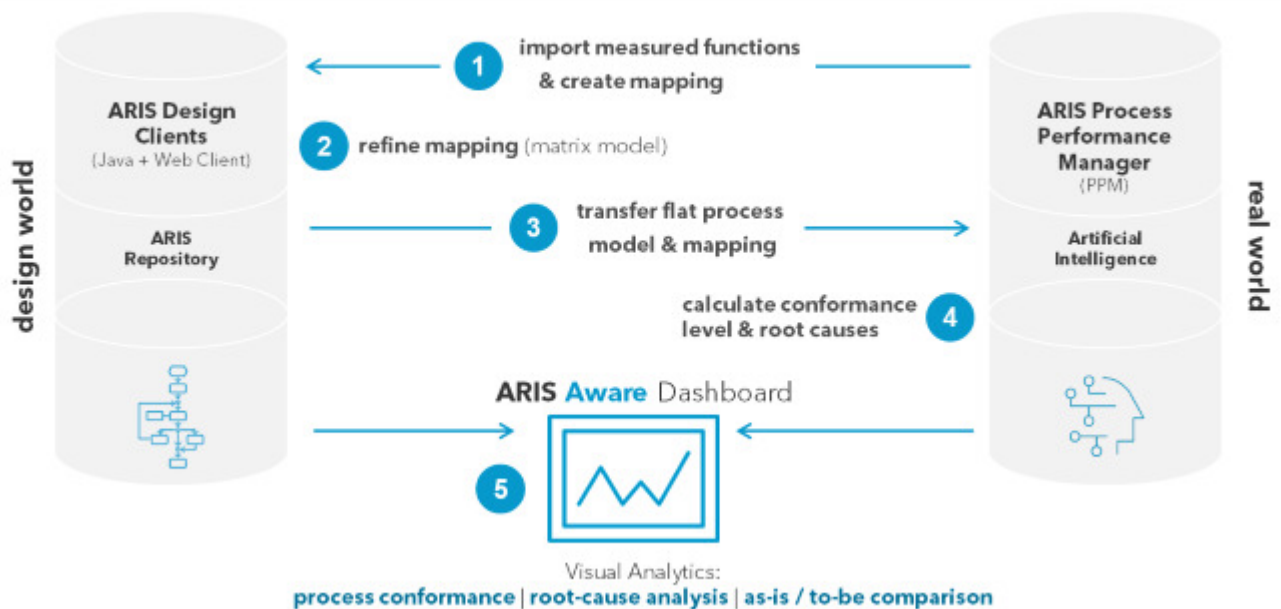 1 import measured functions
& create mapping
ARIS Design
Clients
(Java + Web Client)
ARIS Process
Performance
Manager
(PPM)
2 refine mapping (matrix model)
design world
real world
3 transfer flat process
model & mapping
ARIS
Repository
Artificial
Intelligence
calculate conformance
level & root causes 4
ARIS Aware Dashboard
5
Visual Analytics:
process conformance | root-cause analysis | as-is / to-be comparison